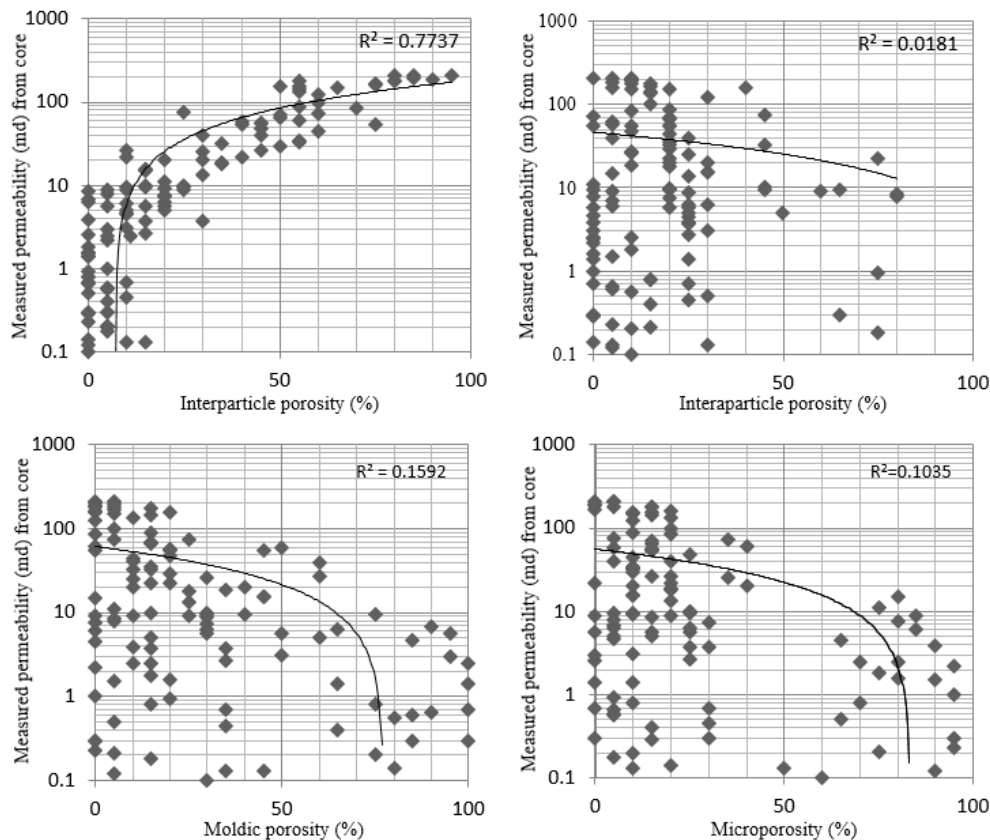 1000
R² = 0.7737
100
10
1
0.1
Measured permeability (md) from core
0
50
100
Interparticle porosity (%)
1000
R² = 0.0181
100
10
1
0.1
Measured permeability (md) from core
0
50
100
Interaparticle porosity (%)
1000
R² = 0.1592
100
10
1
0.1
Measured permeability (md) from core
0
50
100
Moldic porosity (%)
1000
R²=0.1035
100
10
1
0.1
Measured permeability (md) from core
0
50
100
Microporosity (%)